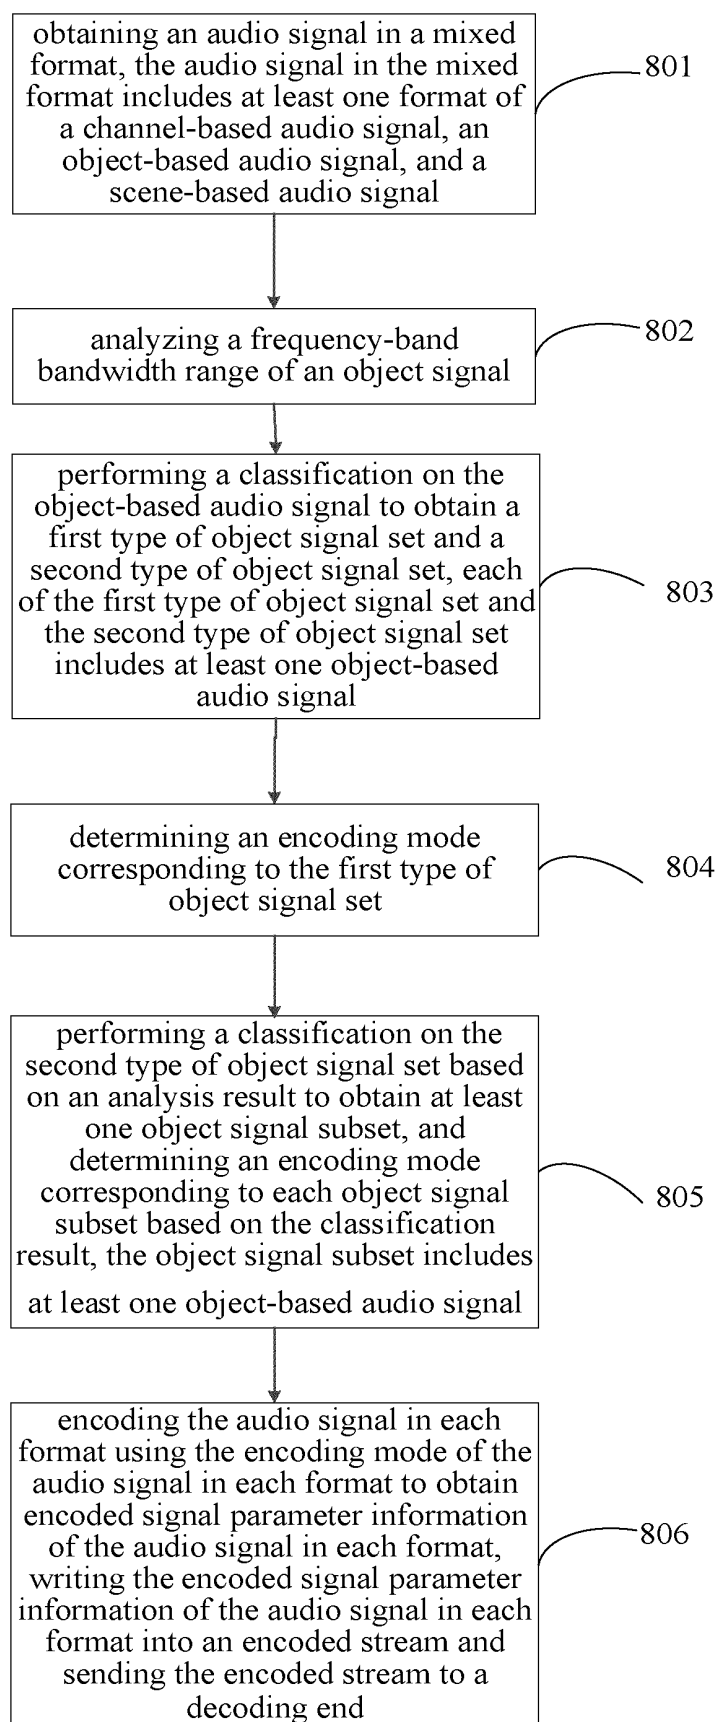 obtaining an audio signal in a mixed
format, the audio signal in the mixed
format includes at least one format of
a channel-based audio signal, an
object-based audio signal, and a
scene-based audio signal
801
analyzing a frequency-band
bandwidth range of an object signal
802
performing a classification on the
object-based audio signal to obtain a
first type of object signal set and a
second type of object signal set, each
of the first type of object signal set and
the second type of object signal set
includes at least one object-based
audio signal
803
determining an encoding mode
corresponding to the first type of
object signal set
804
performing a classification on the
second type of object signal set based
on an analysis result to obtain at least
one object signal subset, and
determining an encoding mode
corresponding to each object signal
subset based on the classification
result, the object signal subset includes
at least one object-based audio signal
805
encoding the audio signal in each
format using the encoding mode of the
audio signal in each format to obtain
encoded signal parameter information
of the audio signal in each format,
writing the encoded signal parameter
information of the audio signal in each
format into an encoded stream and
sending the encoded stream to a
decoding end
806